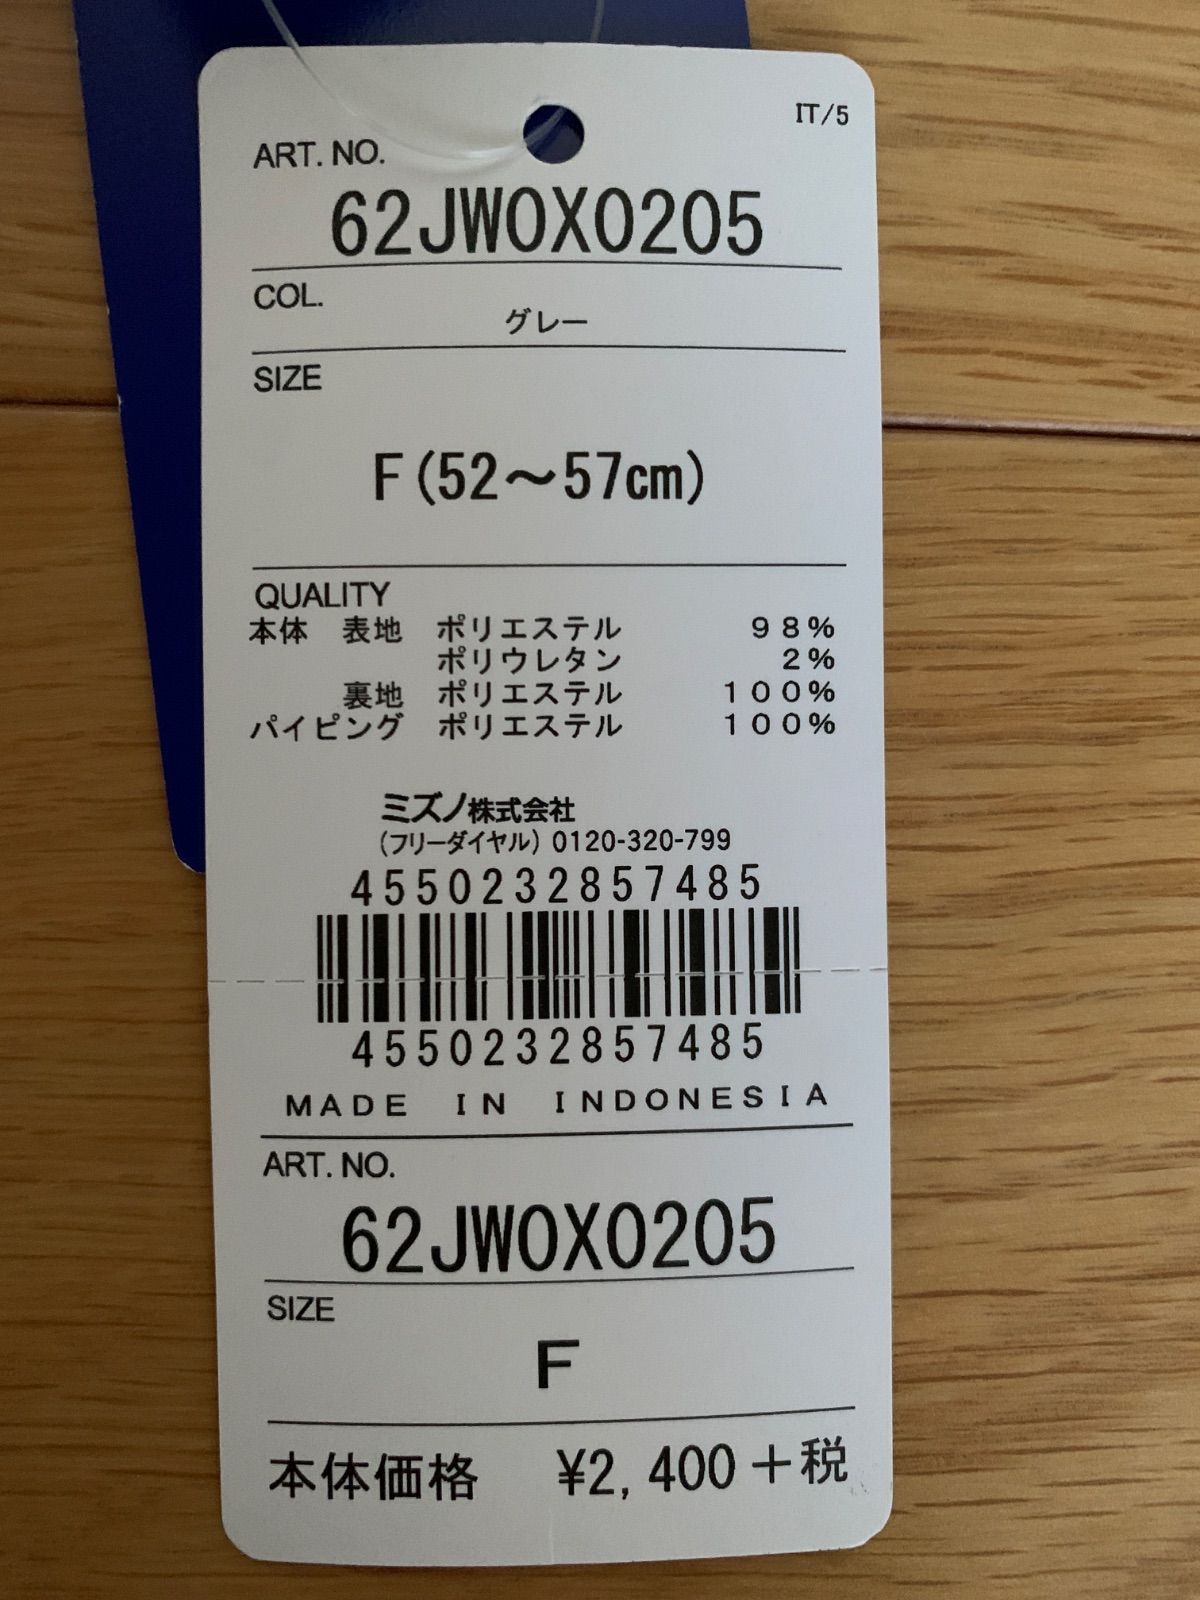 IT/5
ART. NO.
62JW0X0205
COL.
グレー
SIZE
F(52～57cm)
QUALITY
本体 表地 ポリエステル 98%
ポリウレタン 2%
裏地 ポリエステル 100%
パイピング ポリエステル 100%
ミズノ株式会社
(フリーダイヤル) 0120-320-799
4550232857485
4550232857485
MADE IN INDONESIA
ART. NO.
62JW0X0205
SIZE
F
本体価格 ¥2,400+税